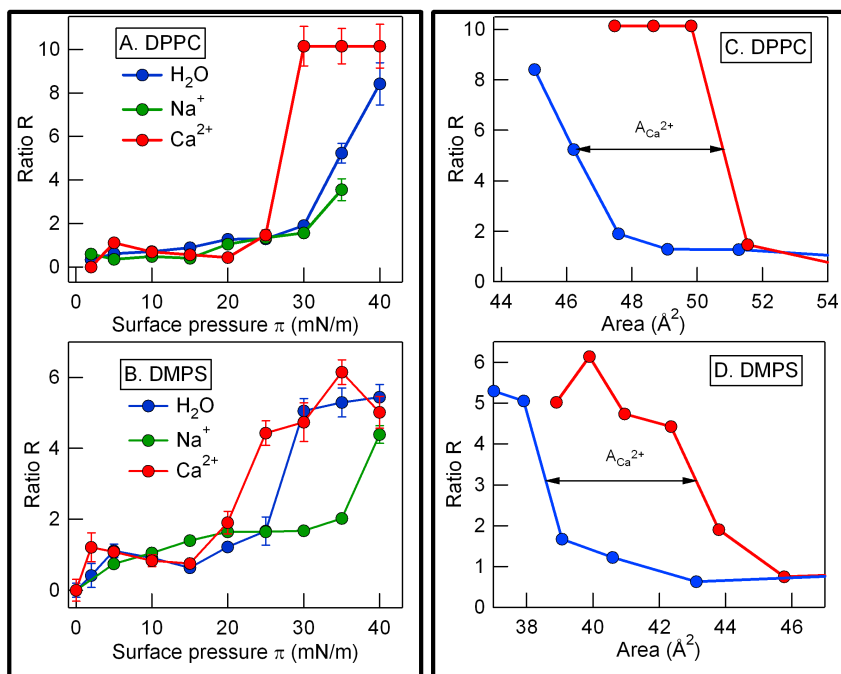 A. DPPC
H₂O
Na⁺
Ca²⁺
Ratio R
10
8
6
4
2
0
0 10 20 30 40
Surface pressure π (mN/m)
B. DMPS
H₂O
Na⁺
Ca²⁺
Ratio R
6
4
2
0
0 10 20 30 40
Surface pressure π (mN/m)
C. DPPC
A Ca²⁺
Ratio R
10
8
6
4
2
0
44 46 48 50 52 54
Area (Å²)
D. DMPS
A Ca²⁺
Ratio R
6
5
4
3
2
1
0
38 40 42 44 46
Area (Å²)